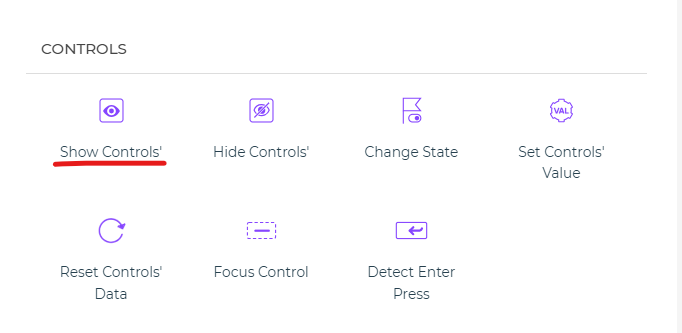 CONTROLS
VAL
Show Controls' Hide Controls' Change State Set Controls'
Value
Reset Controls' Focus Control Detect Enter
Data Press